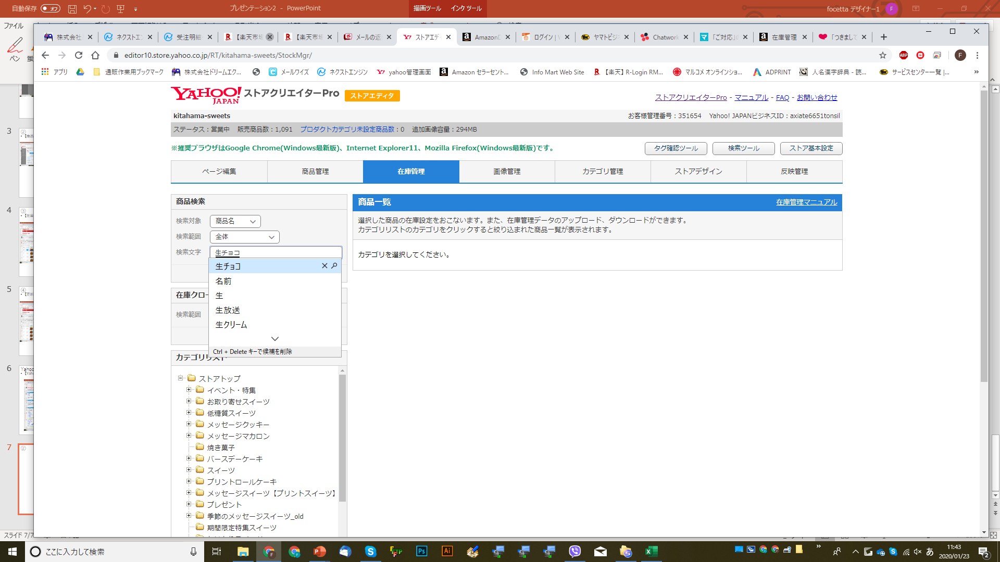 自動保存 オフ
プレゼンテーション2 - PowerPoint
描画ツール インク ツール
focetta デザイナー1 F
ファイル
ペン
株式会社
ネクストエン
受注明細
【楽天市場
【楽天市場
メールの返
ストアエディ
Amazon
ログイン |
ヤマトビジネ
Chatwork
「ご対応」
在庫管理
「つきまして
editor10.store.yahoo.co.jp/RT/kitahama-sweets/StockMgr/
ABP
F
アプリ
通販作業用ブックマーク
株式会社ドリームエク...
メールワイズ
ネクストエンジン
yahoo管理画面
Amazon セラーセント...
Info Mart Web Site
【楽天】R-Login RM...
マルコメ オンラインショ...
ADPRINT
人名漢字辞典 - 読...
サービスセンター一覧 |...
»
YAHOO! JAPAN ストアクリエイターPro ストアエディタ
ストアクリエイターPro - マニュアル - FAQ - お問い合わせ
kitahama-sweets
お客様管理番号：351654 Yahoo! JAPANビジネスID：axiate6651tonsil
ステータス：営業中 販売商品数：1,091 プロダクトカテゴリ未設定商品数：0 追加画像容量：294MB
※推奨ブラウザはGoogle Chrome(Windows最新版)、Internet Explorer11、Mozilla Firefox(Windows最新版)です。
タグ確認ツール 検索ツール ストア基本設定
ページ編集 商品管理 在庫管理 画像管理 カテゴリ管理 ストアデザイン 反映管理
商品検索
検索対象 商品名
検索範囲 全体
検索文字 生チョコ
生チョコ
名前
生
生放送
生クリーム
Ctrl + Delete キーで候補を削除
在庫クロー
検索範囲
カテゴリリスト
ストアトップ
イベント・特集
お取り寄せスイーツ
低糖質スイーツ
メッセージクッキー
メッセージマカロン
焼き菓子
バースデーケーキ
スイーツ
プリントロールケーキ
メッセージスイーツ【プリントスイーツ】
プレゼント
季節のメッセージスイーツ_old
期間限定特集スイーツ
商品一覧 在庫管理マニュアル
選択した商品の在庫設定をおこないます。また、在庫管理データのアップロード、ダウンロードができます。
カテゴリリストのカテゴリをクリックすると絞り込まれた商品一覧が表示されます。
カテゴリを選択してください。
3
4
5
6
7
スライド 7/7
ここに入力して検索
あ
11:43
2020/01/23
2